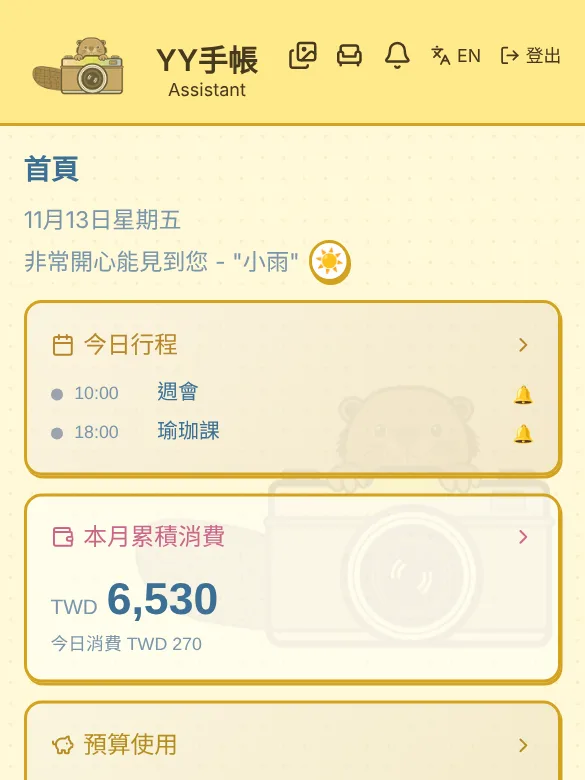 YY手帳
Assistant
EN
登出
首頁
11月13日星期五
非常開心能見到您 - "小雨"
今日行程
10:00 週會
18:00 瑜珈課
本月累積消費
TWD 6,530
今日消費 TWD 270
預算使用